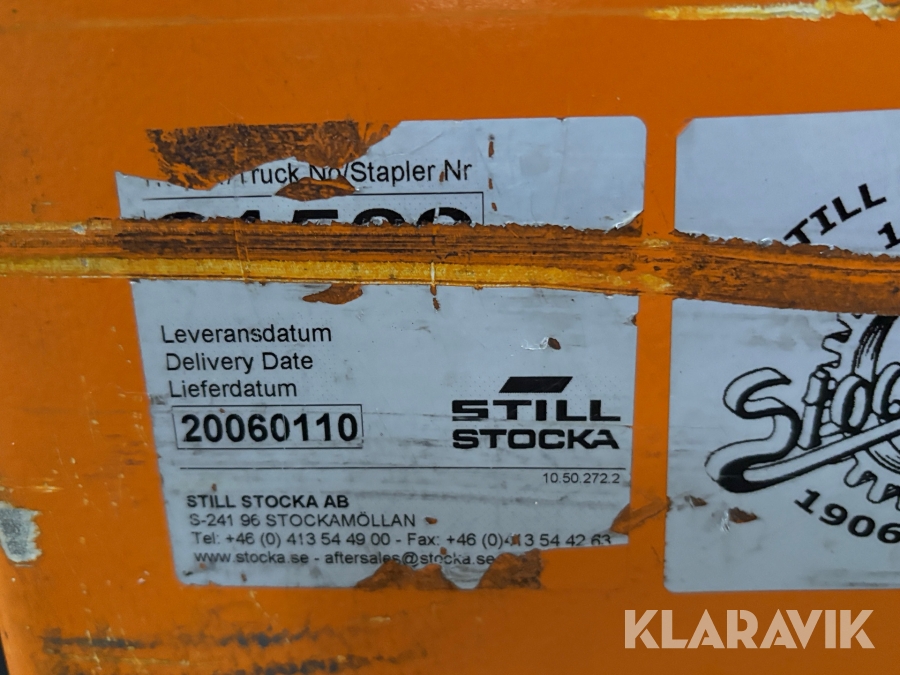 /Truck No/Stapler Nr
Leveransdatum
Delivery Date
Lieferdatum
20060110
STILL
STOCKA
10.50.272.2
STILL STOCKA AB
S-241 96 STOCKAMÖLLAN
Tel: +46 (0) 413 54 49 00 - Fax: +46 (0) 413 54 42 63
www.stocka.se - aftersales@stocka.se
STILL
1906
KLARAVIK